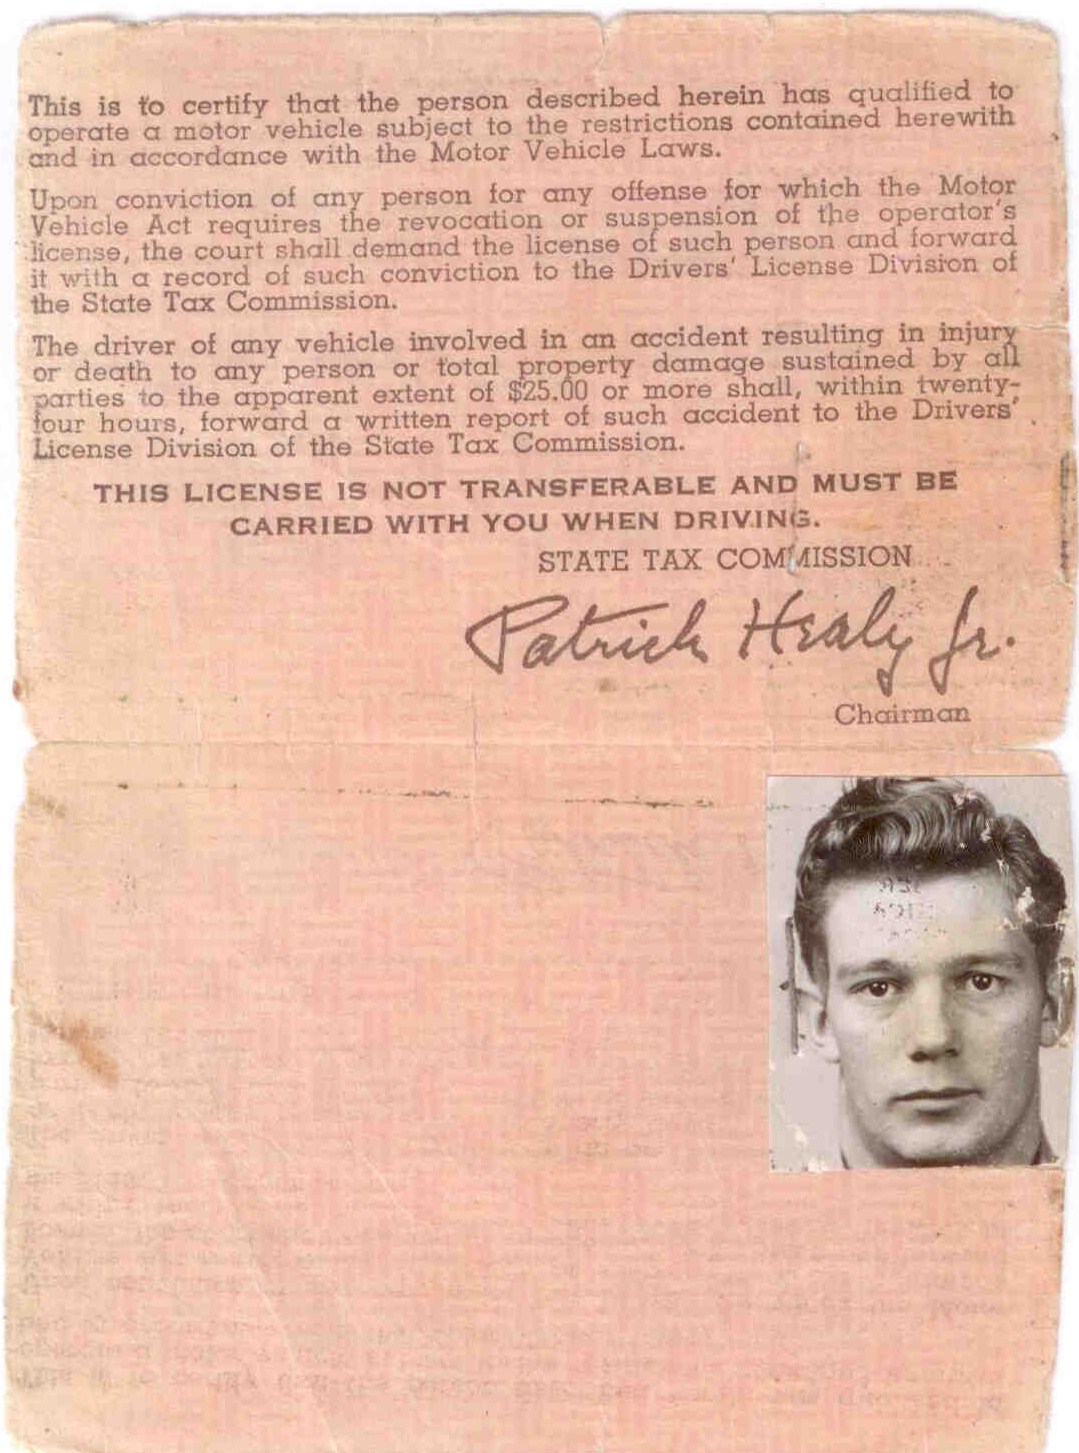 This is to certify that the person described herein has qualified to
operate a motor vehicle subject to the restrictions contained herewith
and in accordance with the Motor Vehicle Laws.
Upon conviction of any person for any offense for which the Motor
Vehicle Act requires the revocation or suspension of the operator's
license, the court shall demand the license of such person and forward
it with a record of such conviction to the Drivers' License Division of
the State Tax Commission.
The driver of any vehicle involved in an accident resulting in injury
or death to any person or total property damage sustained by all
parties to the apparent extent of $25.00 or more shall, within twenty-
four hours, forward a written report of such accident to the Drivers'
License Division of the State Tax Commission.
THIS LICENSE IS NOT TRANSFERABLE AND MUST BE
CARRIED WITH YOU WHEN DRIVING.
STATE TAX COMMISSION
Patrick Healy Jr.
Chairman